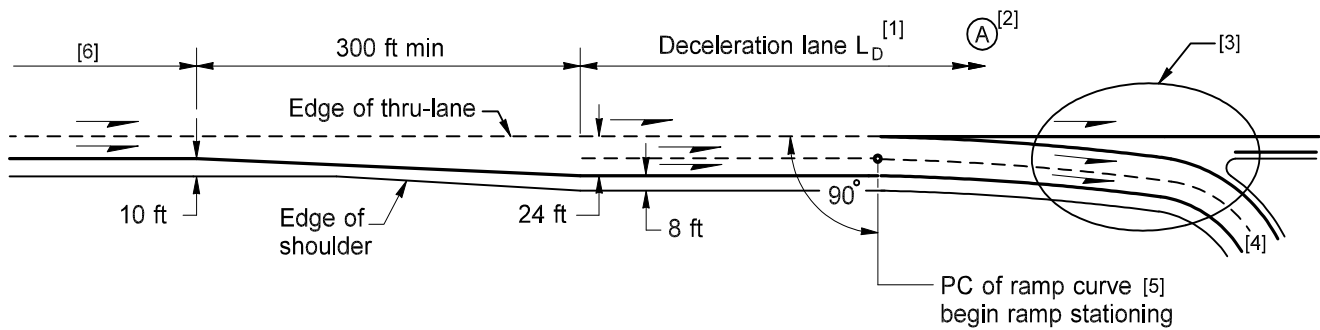 [6]
300 ft min
Deceleration lane L_D [1]
A [2]
[3]
Edge of thru-lane
10 ft
Edge of
shoulder
24 ft
8 ft
90°
[4]
PC of ramp curve [5]
begin ramp stationing